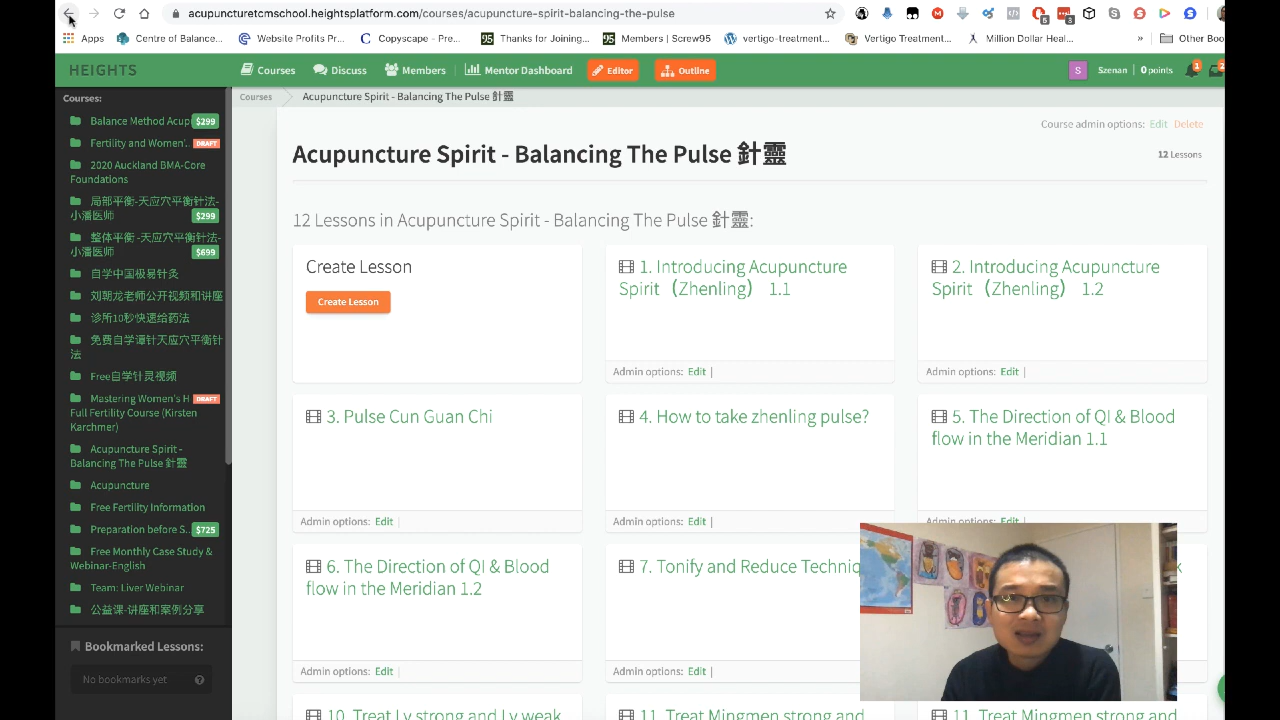 acupuncturetcmschool.heightsplatform.com/courses/acupuncture-spirit-balancing-the-pulse
Apps Centre of Balance... Website Profits Pr... Copyscape - Pre... Thanks for Joining... Members | Screw95 vertigo-treatment... Vertigo Treatment... Million Dollar Heal... » Other Boo
HEIGHTS Courses Discuss Members Mentor Dashboard Editor Outline S Szenan 0 points 1 2
Courses:
Balance Method Acup $299
Fertility and Women'.. DRAFT
2020 Auckland BMA-Core
Foundations
局部平衡-天应穴平衡针法-
小潘医师 $299
整体平衡 -天应穴平衡针法-
小潘医师 $699
自学中国极易针灸
刘朝龙老师公开视频和讲座
诊所10秒快速给药法
免费自学谭针天应穴平衡针
法
Free自学针灵视频
Mastering Women's H DRAFT
Full Fertility Course (Kirsten
Karchmer)
Acupuncture Spirit -
Balancing The Pulse 針靈
Acupuncture
Free Fertility Information
Preparation before S.. $725
Free Monthly Case Study &
Webinar-English
Team: Liver Webinar
公益课-讲座和案例分享
Bookmarked Lessons:
No bookmarks yet
Courses Acupuncture Spirit - Balancing The Pulse 針靈
Course admin options: Edit Delete
Acupuncture Spirit - Balancing The Pulse 針靈
12 Lessons
12 Lessons in Acupuncture Spirit - Balancing The Pulse 針靈:
Create Lesson
Create Lesson
1. Introducing Acupuncture
Spirit（Zhenling） 1.1
Admin options: Edit |
2. Introducing Acupuncture
Spirit（Zhenling） 1.2
Admin options: Edit |
3. Pulse Cun Guan Chi
Admin options: Edit |
4. How to take zhenling pulse?
Admin options: Edit |
5. The Direction of QI & Blood
flow in the Meridian 1.1
Admin options: Edit |
6. The Direction of QI & Blood
flow in the Meridian 1.2
Admin options: Edit |
7. Tonify and Reduce Techniq
Admin options: Edit |
10. Treat Lv strong and Lv weak
11. Treat Mingmen strong and
11. Treat Mingmen strong and